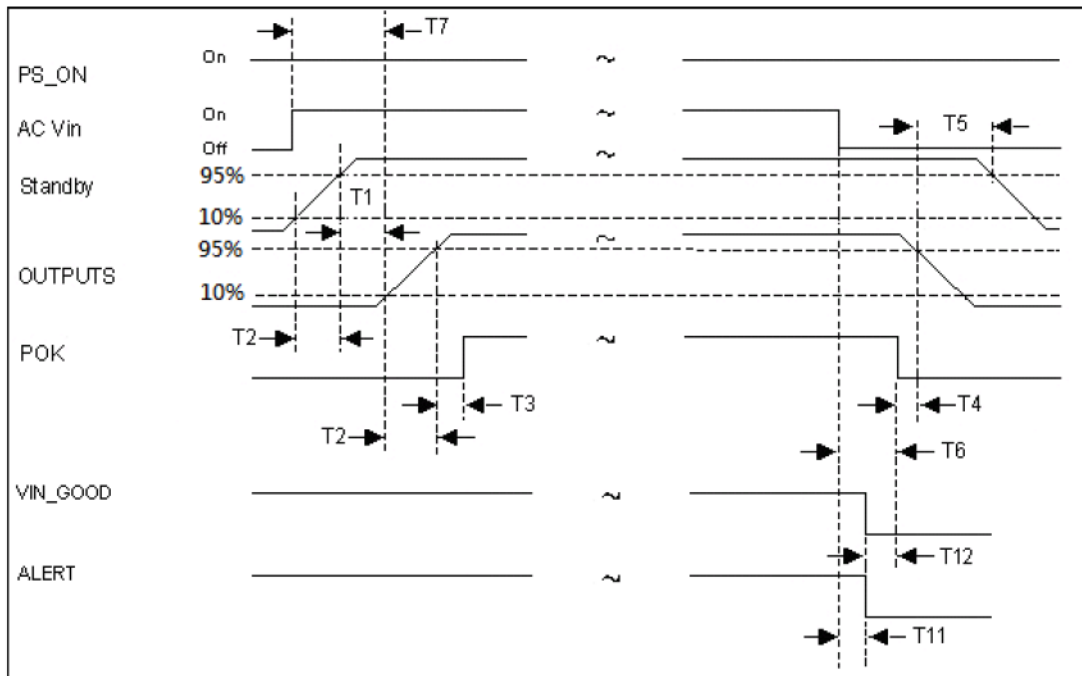 T7
On
PS_ON
On
AC Vin
T5
Off
95%
Standby
T1
10%
95%
OUTPUTS
10%
T2
POK
T3
T4
T2
T6
VIN_GOOD
T12
ALERT
T11